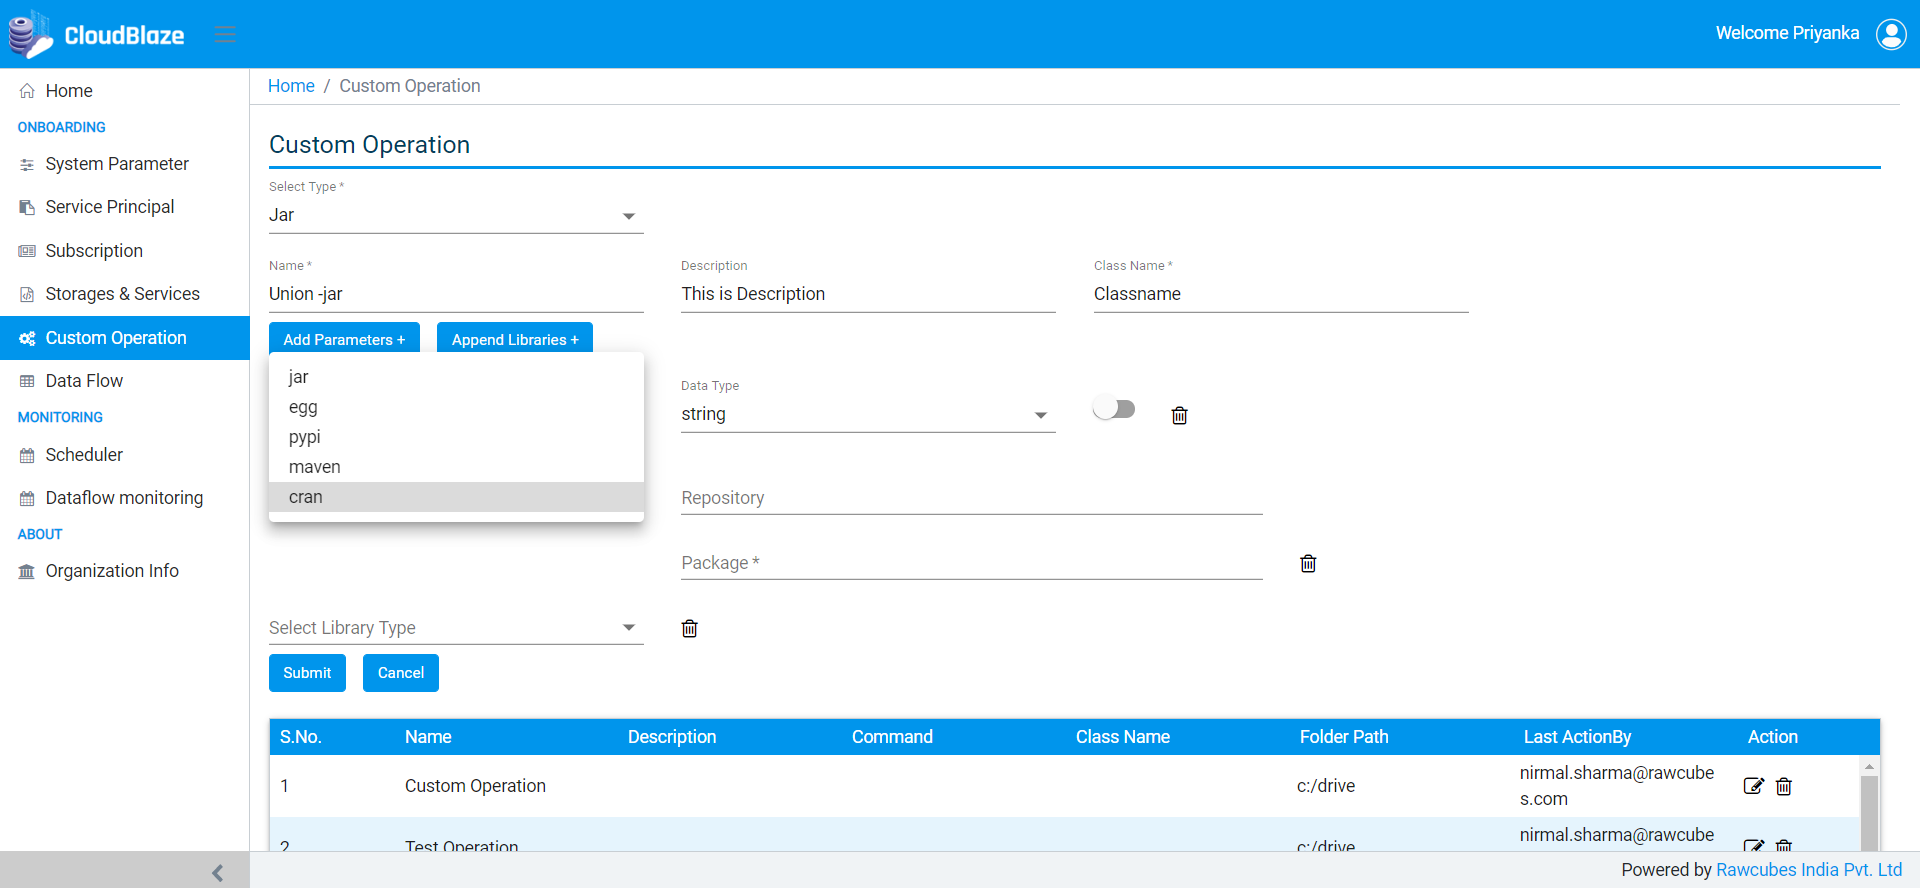 CloudBlaze
Welcome Priyanka
Home
ONBOARDING
System Parameter
Service Principal
Subscription
Storages & Services
Custom Operation
Data Flow
MONITORING
Scheduler
Dataflow monitoring
ABOUT
Organization Info
Home / Custom Operation
Custom Operation
Select Type *
Jar
Name * Description Class Name *
Union -jar This is Description Classname
Add Parameters + Append Libraries +
jar
egg
pypi
maven
cran
Data Type
string
Repository
Package *
Select Library Type
Submit Cancel
S.No. Name Description Command Class Name Folder Path Last ActionBy Action
1 Custom Operation c:/drive nirmal.sharma@rawcube
s.com
2 Test Operation c:/drive nirmal.sharma@rawcube
Powered by Rawcubes India Pvt. Ltd